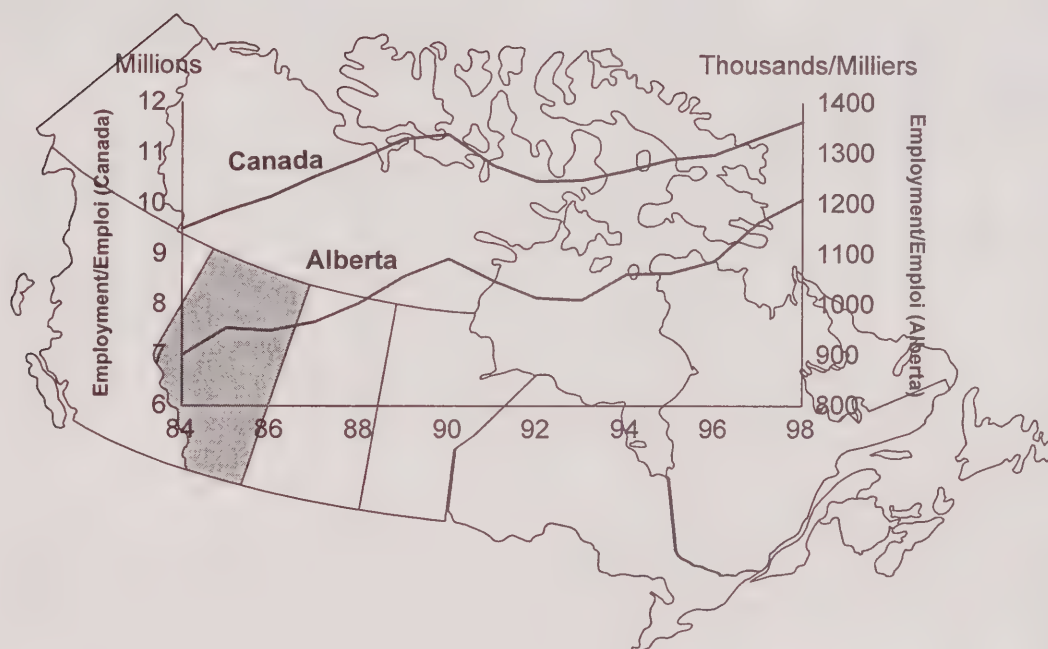 Millions
Thousands/Milliers
Employment/Emploi (Canada)
12
11
10
9
8
7
6
Canada
Alberta
1400
1300
1200
1100
1000
900
800
Employment/Emploi (Alberta)
84 86 88 90 92 94 96 98